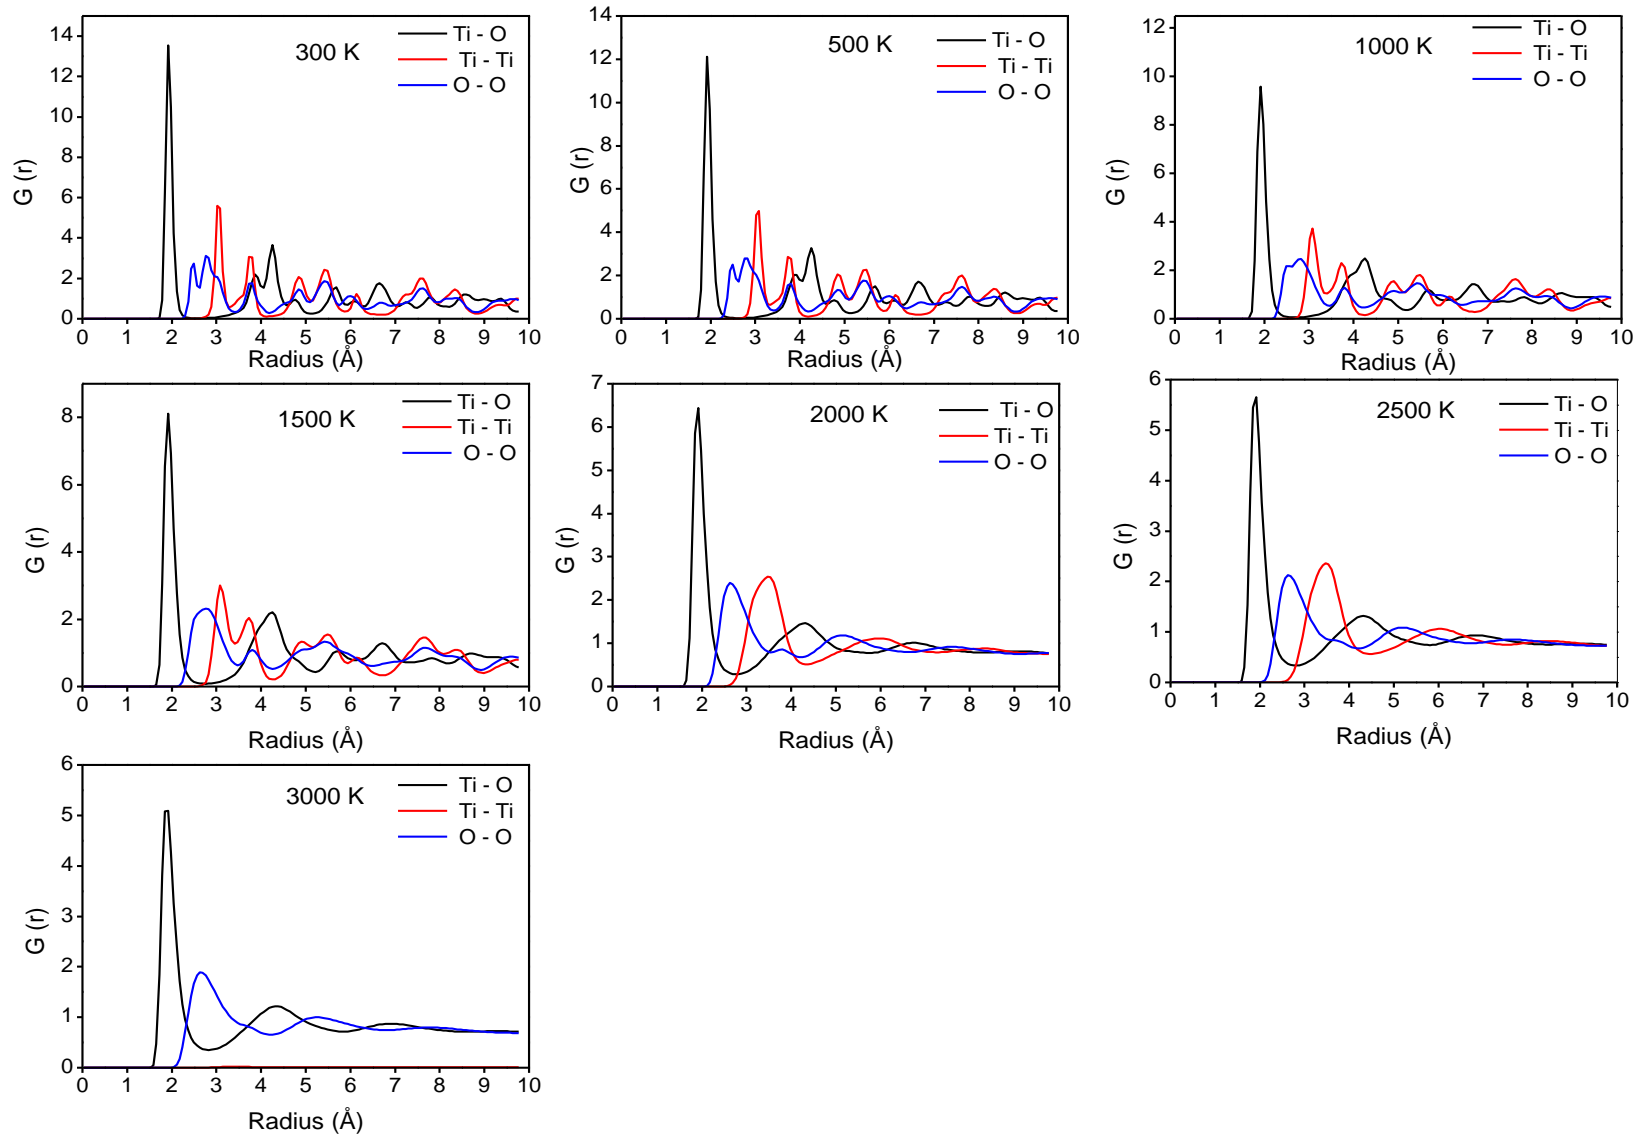 300 K
Ti - O
Ti - Ti
O - O
G (r)
14
12
10
8
6
4
2
0
0 1 2 3 4 5 6 7 8 9 10
Radius (Å)
500 K
Ti - O
Ti - Ti
O - O
G (r)
14
12
10
8
6
4
2
0
0 1 2 3 4 5 6 7 8 9 10
Radius (Å)
1000 K
Ti - O
Ti - Ti
O - O
G (r)
12
10
8
6
4
2
0
0 1 2 3 4 5 6 7 8 9 10
Radius (Å)
1500 K
Ti - O
Ti - Ti
O - O
G (r)
8
6
4
2
0
0 1 2 3 4 5 6 7 8 9 10
Radius (Å)
2000 K
Ti - O
Ti - Ti
O - O
G (r)
7
6
5
4
3
2
1
0
0 1 2 3 4 5 6 7 8 9 10
Radius (Å)
2500 K
Ti - O
Ti - Ti
O - O
G (r)
6
5
4
3
2
1
0
0 1 2 3 4 5 6 7 8 9 10
Radius (Å)
3000 K
Ti - O
Ti - Ti
O - O
G (r)
6
5
4
3
2
1
0
0 1 2 3 4 5 6 7 8 9 10
Radius (Å)